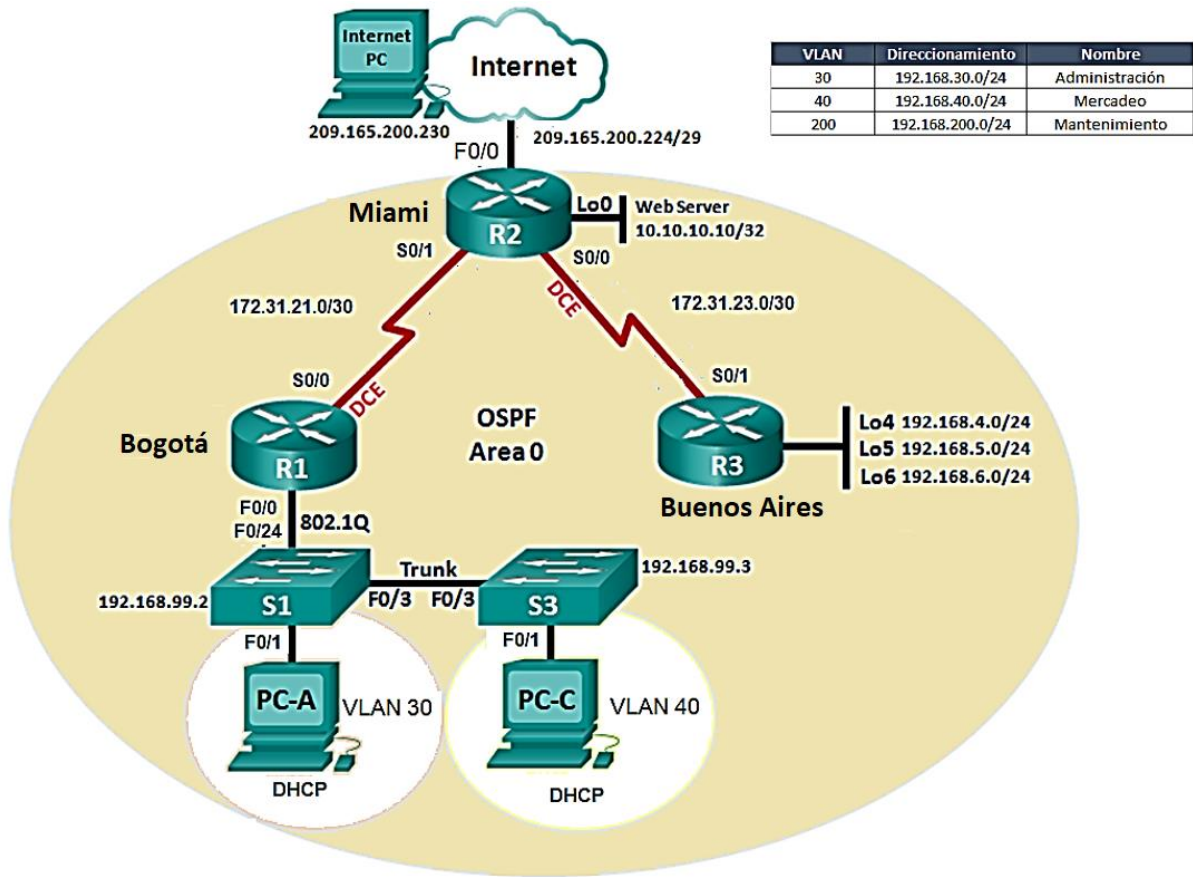 Internet
PC
Internet
209.165.200.230
209.165.200.224/29
F0/0
VLAN Direccionamiento Nombre
30 192.168.30.0/24 Administración
40 192.168.40.0/24 Mercadeo
200 192.168.200.0/24 Mantenimiento
Miami
R2
Lo0
Web Server
10.10.10.10/32
S0/1
S0/0
DCE
172.31.21.0/30
172.31.23.0/30
S0/0
DCE
S0/1
Bogotá
R1
OSPF
Area 0
R3
Buenos Aires
Lo4 192.168.4.0/24
Lo5 192.168.5.0/24
Lo6 192.168.6.0/24
F0/0
F0/24
802.1Q
Trunk
192.168.99.3
192.168.99.2
S1
F0/3
F0/3
S3
F0/1
F0/1
PC-A
VLAN 30
PC-C
VLAN 40
DHCP
DHCP